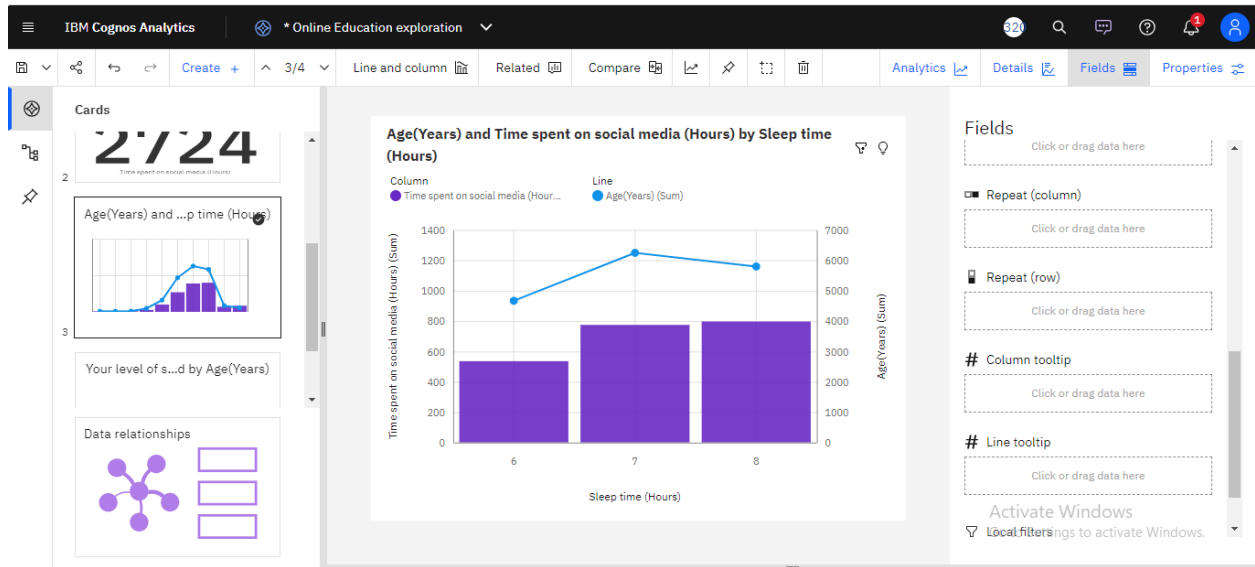 IBM Cognos Analytics
* Online Education exploration
320
1
Create +
3/4
Line and column
Related
Compare
Analytics
Details
Fields
Properties
Cards
2724
Time spent on social media (Hours)
2
Age(Years) and ...p time (Hours)
3
Your level of s...d by Age(Years)
Data relationships
Age(Years) and Time spent on social media (Hours) by Sleep time
(Hours)
Column
Time spent on social media (Hour...
Line
Age(Years) (Sum)
Time spent on social media (Hours) (Sum)
1400
1200
1000
800
600
400
200
0
7000
6000
5000
4000
3000
2000
1000
0
Age(Years) (Sum)
6
7
8
Sleep time (Hours)
Fields
Click or drag data here
Repeat (column)
Click or drag data here
Repeat (row)
Click or drag data here
# Column tooltip
Click or drag data here
# Line tooltip
Click or drag data here
Activate Windows
Local filters
Go to Settings to activate Windows.